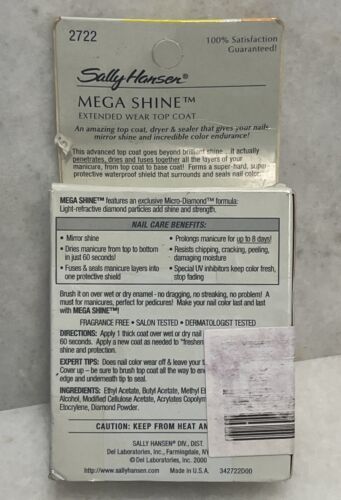 2722
100% Satisfaction
Guaranteed!
Sally Hansen®
MEGA SHINE™
EXTENDED WEAR TOP COAT
An amazing top coat, dryer & sealer that gives your nails
mirror shine and incredible color endurance!
This advanced top coat goes beyond brilliant shine ... it actually
penetrates, dries and fuses together all the layers of your
manicure, from top coat to base coat! Forms a super-hard, super-
protective waterproof shield that surrounds and seals nail color.
MEGA SHINE™ features an exclusive Micro-Diamond™ formula:
Light-refractive diamond particles add shine and strength.
NAIL CARE BENEFITS:
• Mirror shine
• Dries manicure from top to bottom
in just 60 seconds!
• Fuses & seals manicure layers into
one protective shield
• Prolongs manicure for up to 8 days!
• Resists chipping, cracking, peeling,
damaging moisture
• Special UV inhibitors keep color fresh,
stop fading
Brush it on over wet or dry enamel - no dragging, no streaking, no problem! A
must for manicures, perfect for pedicures! Make your nail color last and last
with MEGA SHINE™!
FRAGRANCE FREE • SALON TESTED • DERMATOLOGIST TESTED
DIRECTIONS: Apply 1 thick coat over wet or dry nail
60 seconds. Apply a new coat as needed to "freshen
shine and protection.
EXPERT TIPS: Does nail color wear off & leave your
Cover up – be sure to brush top coat all the way to
edge and underneath tip to seal.
INGREDIENTS: Ethyl Acetate, Butyl Acetate, Methyl
Alcohol, Modified Cellulose Acetate, Acrylates
Etocrylene, Diamond Powder.
CAUTION: KEEP FROM HEAT
SALLY HANSEN® DIV. DIST.
Del Laboratories, Inc., Farmingdale,
©Del Laboratories, Inc. 2000
http://www.sallyhansen.com Made in U.S.A. 342722D00